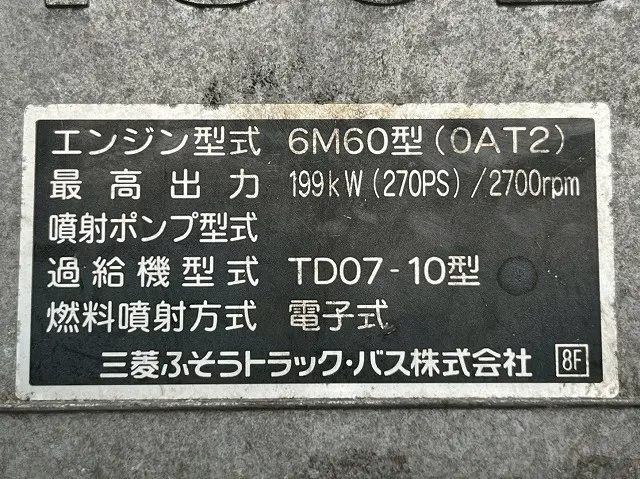 エンジン型式 6M60型(0AT2)
最高出力 199kW(270PS)/2700rpm
噴射ポンプ型式
過給機型式 TD07-10型
燃料噴射方式 電子式
三菱ふそうトラック・バス株式会社 8F